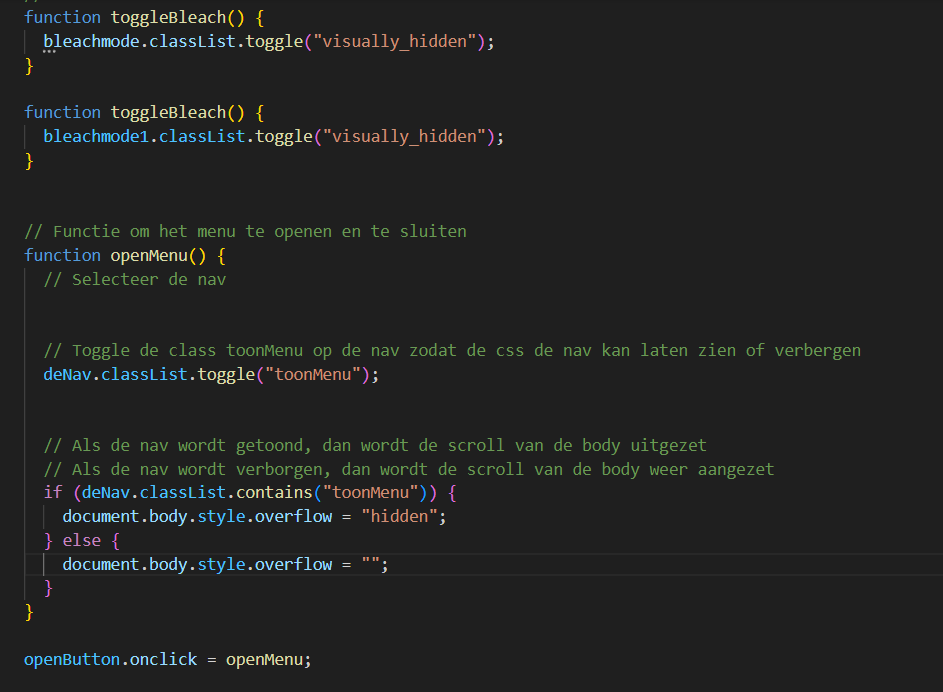 function toggleBleach() {
  bleachmode.classList.toggle("visually_hidden");
}
function toggleBleach() {
  bleachmode1.classList.toggle("visually_hidden");
}
// Functie om het menu te openen en te sluiten
function openMenu() {
  // Selecteer de nav
  // Toggle de class toonMenu op de nav zodat de css de nav kan laten zien of verbergen
  deNav.classList.toggle("toonMenu");
  // Als de nav wordt getoond, dan wordt de scroll van de body uitgezet
  // Als de nav wordt verborgen, dan wordt de scroll van de body weer aangezet
  if (deNav.classList.contains("toonMenu")) {
    document.body.style.overflow = "hidden";
  } else {
    document.body.style.overflow = "";
  }
}
openButton.onclick = openMenu;